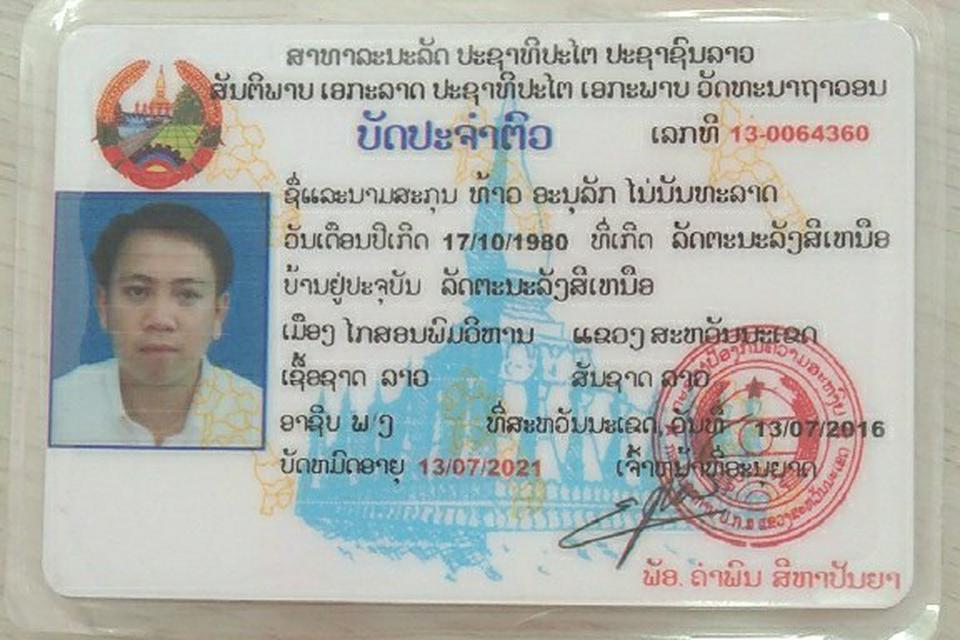 ສາທາລະນະລັດ ປະຊາທິປະໄຕ ປະຊາຊົນລາວ
ສັນຕິພາບ ເອກະລາດ ປະຊາທິປະໄຕ ເອກະພາບ ວັດທະນາຖາວອນ
ບັດປະຈຳຕົວ ເລກທີ 13-0064360
ຊື່ແລະນາມສະກຸນ ທ້າວ ອະນຸລັກ ໄນ່ນັນທະລາດ
ວັນເດືອນປີເກີດ 17/10/1980 ທີ່ເກີດ ລັດຕະນະລັງສີເຫນືອ
ບ້ານຢູ່ປະຈຸບັນ ລັດຕະນະລັງສີເຫນືອ
ເມືອງ ໄກສອນພົມວິຫານ ແຂວງ ສະຫວັນນະເຂດ
ເຊື້ອຊາດ ລາວ ສັນຊາດ ລາວ
ອາຊີບ ພ/ງ ທີ່ສະຫວັນນະເຂດ, ວັນທີ 13/07/2016
ບັດຫມົດອາຍຸ 13/07/2021 ເຈົ້າຫນ້າທີ່ອະນຸຍາດ
ພັອ. ຄຳພົນ ສີຫາປັນຍາ